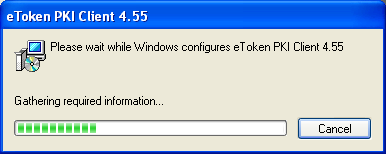 eToken PKI Client 4.55
Please wait while Windows configures eToken PKI Client 4.55
Gathering required information...
Cancel